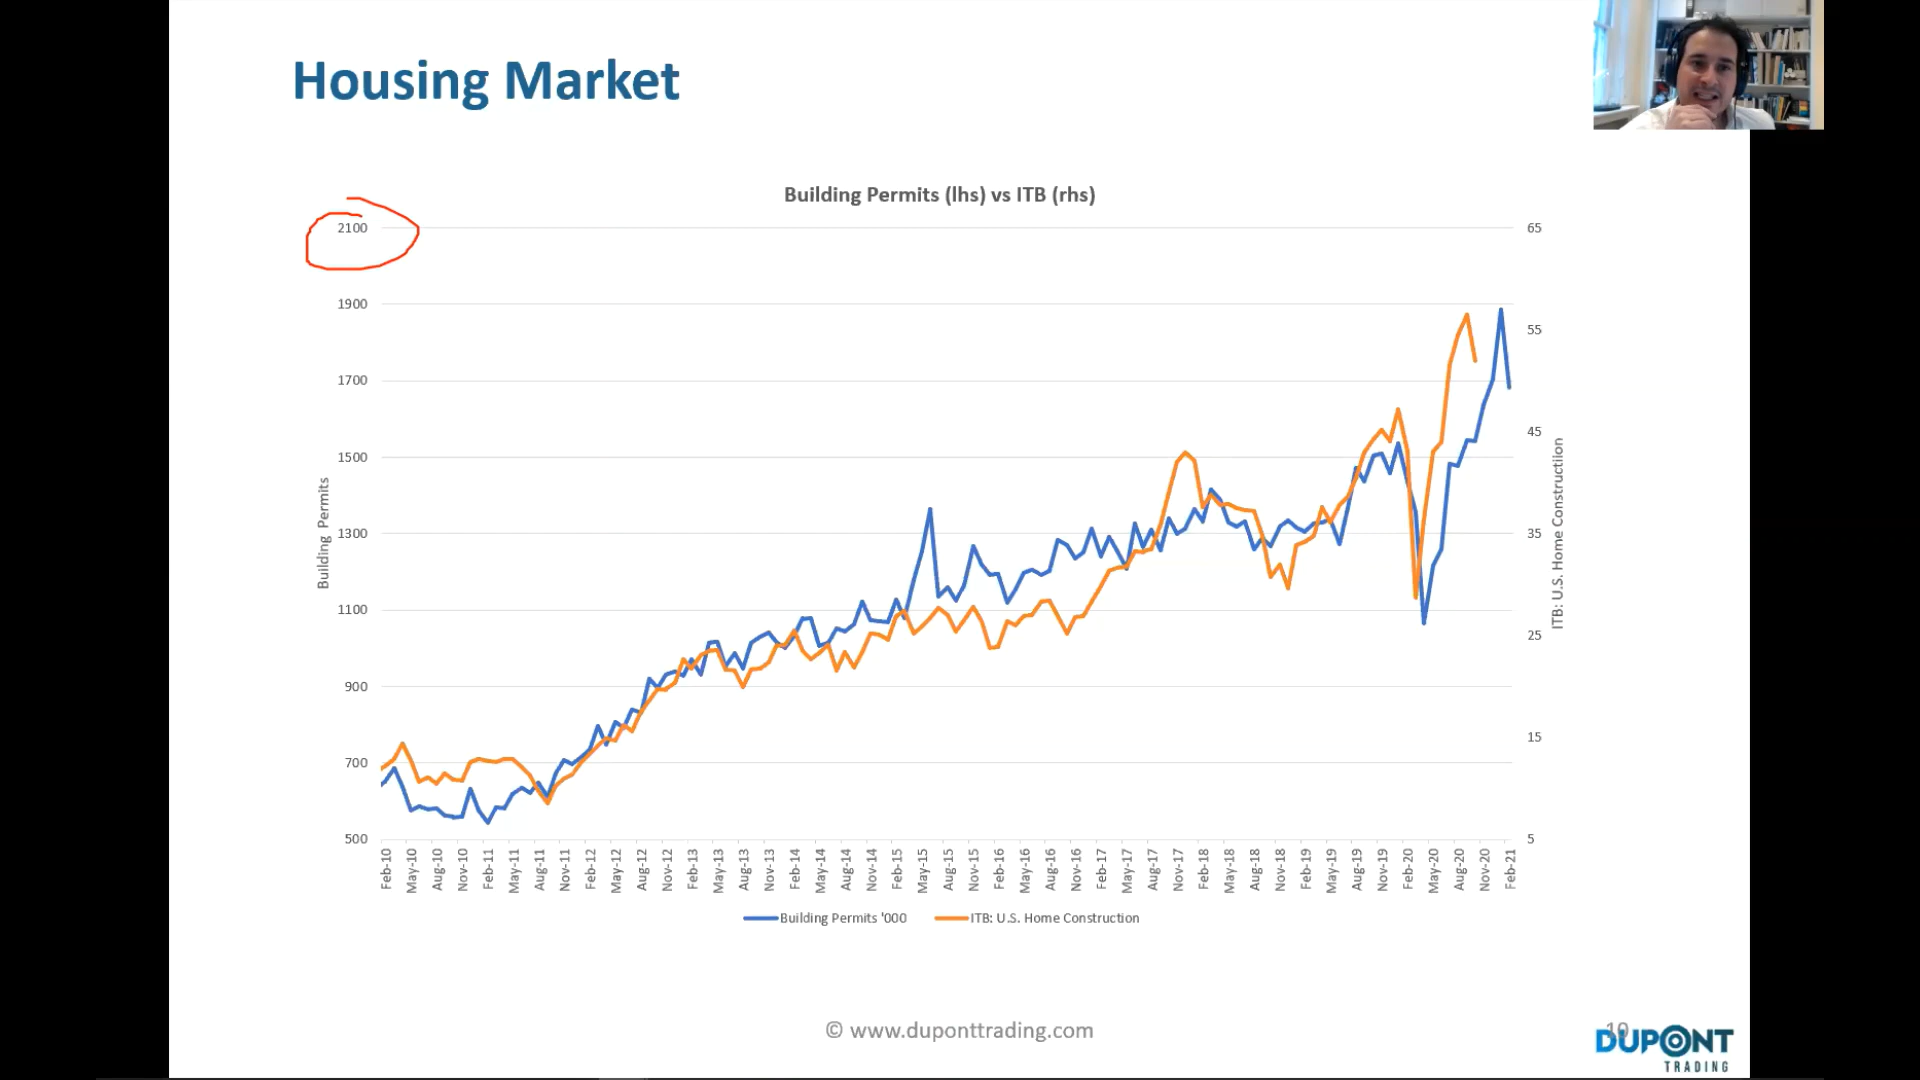 Housing Market
Building Permits (lhs) vs ITB (rhs)
2100
1900
1700
1500
1300
1100
900
700
500
Building Permits
65
55
45
35
25
15
5
ITB: U.S. Home Constructiion
Feb-10
May-10
Aug-10
Nov-10
Feb-11
May-11
Aug-11
Nov-11
Feb-12
May-12
Aug-12
Nov-12
Feb-13
May-13
Aug-13
Nov-13
Feb-14
May-14
Aug-14
Nov-14
Feb-15
May-15
Aug-15
Nov-15
Feb-16
May-16
Aug-16
Nov-16
Feb-17
May-17
Aug-17
Nov-17
Feb-18
May-18
Aug-18
Nov-18
Feb-19
May-19
Aug-19
Nov-19
Feb-20
May-20
Aug-20
Nov-20
Feb-21
Building Permits '000
ITB: U.S. Home Construction
© www.duponttrading.com
10
DUPONT
TRADING